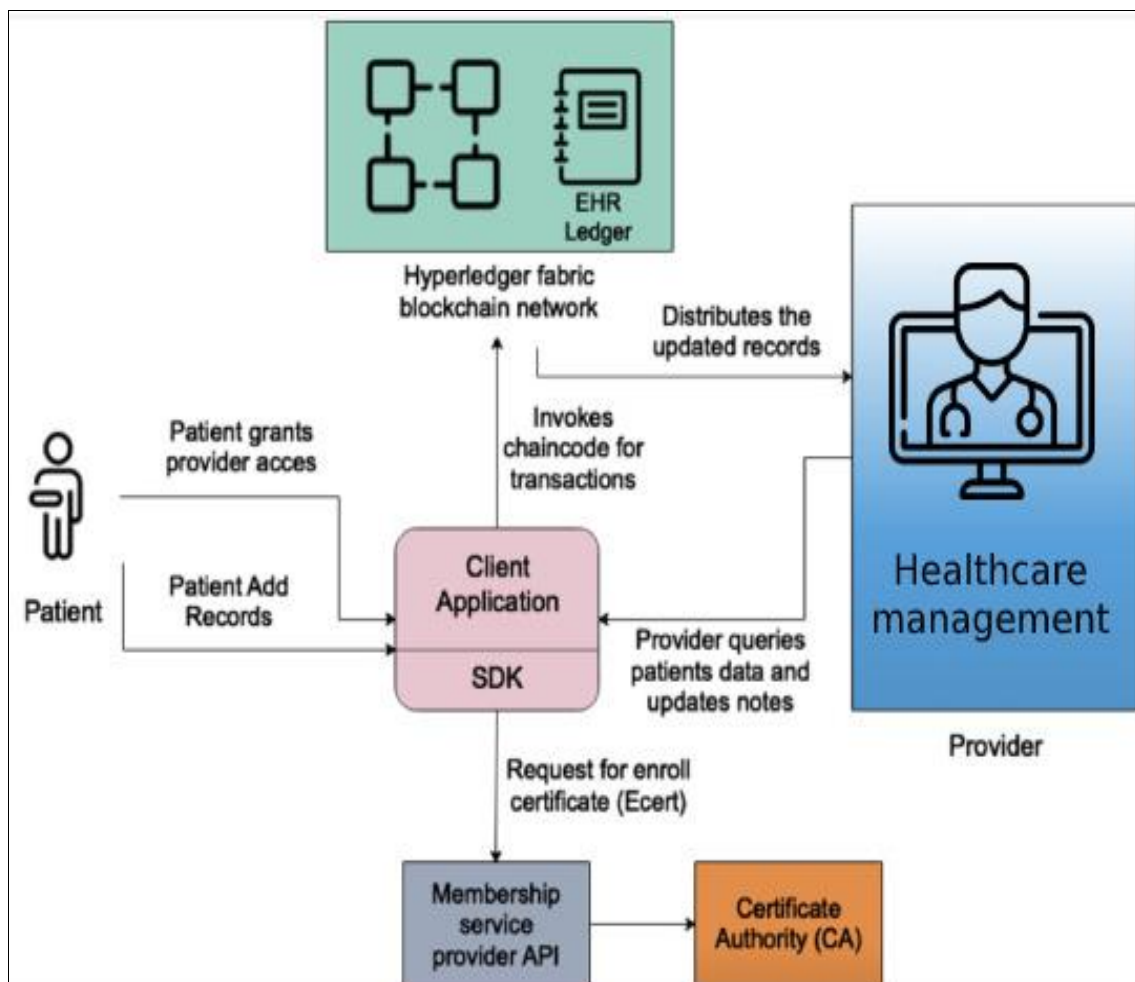 EHR
Ledger
Hyperledger fabric
blockchain network
Distributes the
updated records
Invokes
chaincode for
transactions
Patient grants
provider acces
Patient Add
Records
Patient
Client
Application
SDK
Provider queries
patients data and
updates notes
Healthcare
management
Provider
Request for enroll
certificate (Ecert)
Membership
service
provider API
Certificate
Authority (CA)